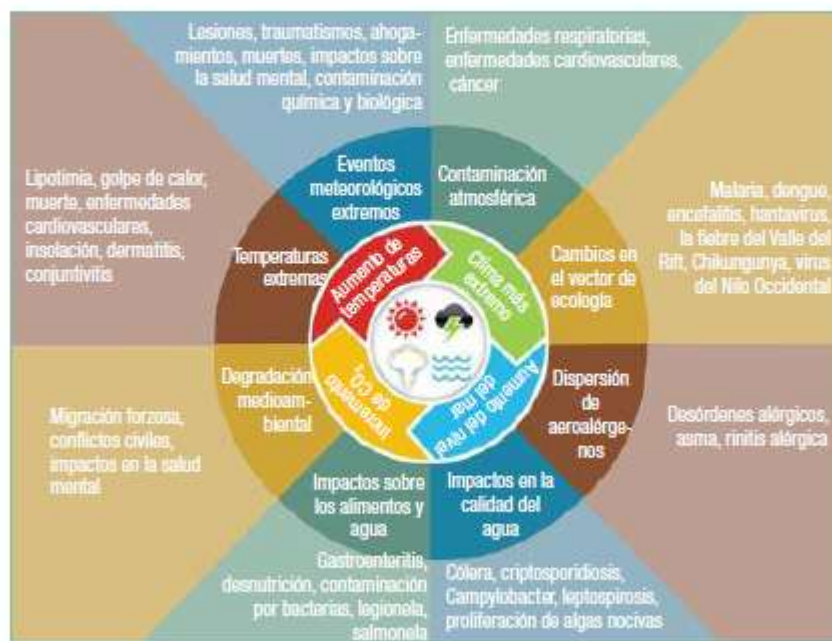 Lesiones, traumatismos, ahoga-
mientos, muertes, impactos sobre
la salud mental, contaminación
química y biológica
Enfermedades respiratorias,
enfermedades cardiovasculares,
cáncer
Eventos
meteorológicos
extremos
Contaminación
atmosférica
Lipotimia, golpe de calor,
muerte, enfermedades
cardiovasculares,
insolación, dermatitis,
conjuntivitis
Temperaturas
extremas
Aumento de
temperaturas
Clima más
extremo
Cambios en
el vector de
ecología
Malaria, dengue,
encefalitis, hantavirus,
la fiebre del Valle del
Rift, Chikungunya, virus
del Nilo Occidental
Degradación
medioam-
biental
Incremento
de CO₂
Aumento del nivel
del mar
Dispersión
de
aeroalérge-
nos
Migración forzosa,
conflictos civiles,
impactos en la salud
mental
Desórdenes alérgicos,
asma, rinitis alérgica
Impactos sobre
los alimentos y
agua
Impactos en la
calidad del
agua
Gastroenteritis,
desnutrición, contaminación
por bacterias, legionela,
salmonela
Cólera, criptosporidiosis,
Campylobacter, leptospirosis,
proliferación de algas nocivas